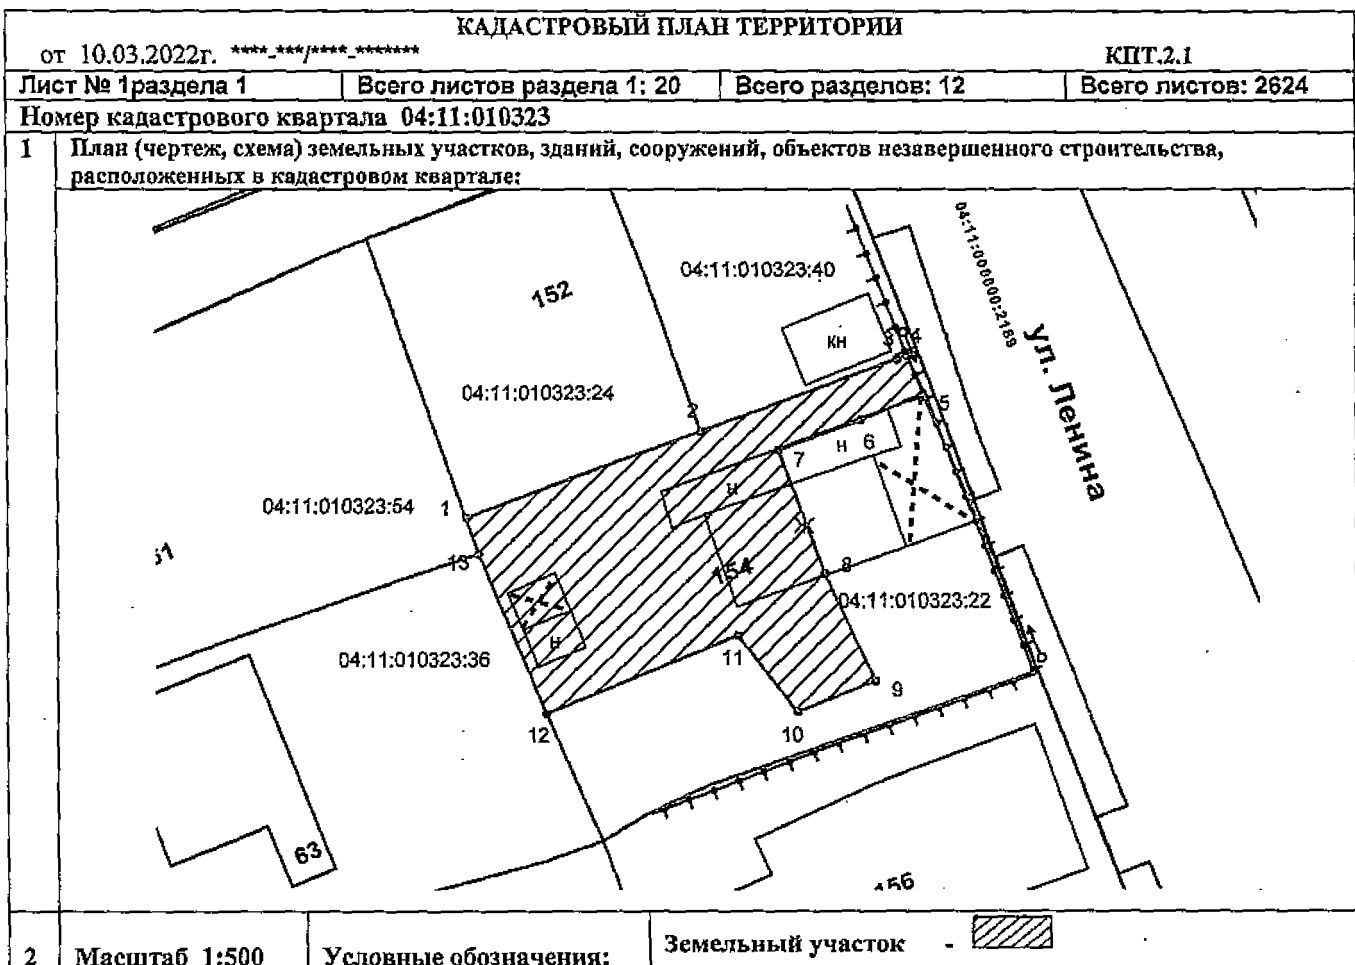 КАДАСТРОВЫЙ ПЛАН ТЕРРИТОРИИ
от 10.03.2022г. ****-***/****-*******
КПТ.2.1
Лист № 1раздела 1 Всего листов раздела 1: 20 Всего разделов: 12 Всего листов: 2624
Номер кадастрового квартала 04:11:010323
1 План (чертеж, схема) земельных участков, зданий, сооружений, объектов незавершенного строительства,
расположенных в кадастровом квартале:
04:11:000000:2189
04:11:010323:40
152
ул. Ленина
кн
3
4
04:11:010323:24
2
5
н
6
7
н
04:11:010323:54
1
13
154
8
04:11:010323:22
н
04:11:010323:36
11
9
12
10
63
156
2 Масштаб 1:500 Условные обозначения: Земельный участок -